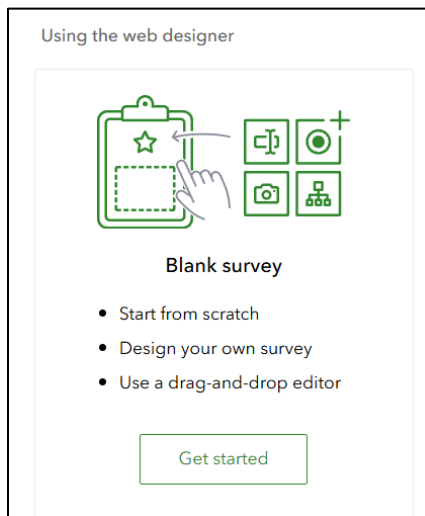 Using the web designer
Blank survey
Start from scratch
Design your own survey
Use a drag-and-drop editor
Get started